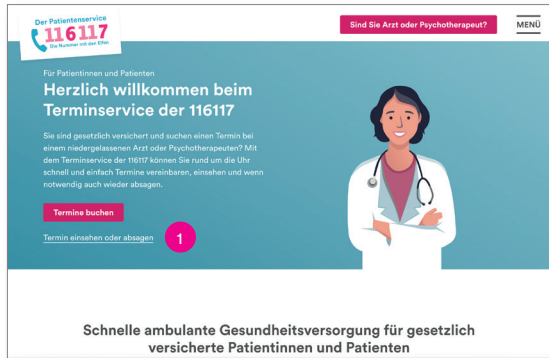 Der Patientenservice
116117
Die Nummer mit den Elfen
Sind Sie Arzt oder Psychotherapeut?
MENÜ
Für Patientinnen und Patienten
Herzlich willkommen beim
Terminservice der 116117
Sie sind gesetzlich versichert und suchen einen Termin bei
einem niedergelassenen Arzt oder Psychotherapeuten? Mit
dem Terminservice der 116117 können Sie rund um die Uhr
schnell und einfach Termine vereinbaren, einsehen und wenn
notwendig auch wieder absagen.
Termine buchen
Termin einsehen oder absagen
1
Schnelle ambulante Gesundheitsversorgung für gesetzlich
versicherte Patientinnen und Patienten